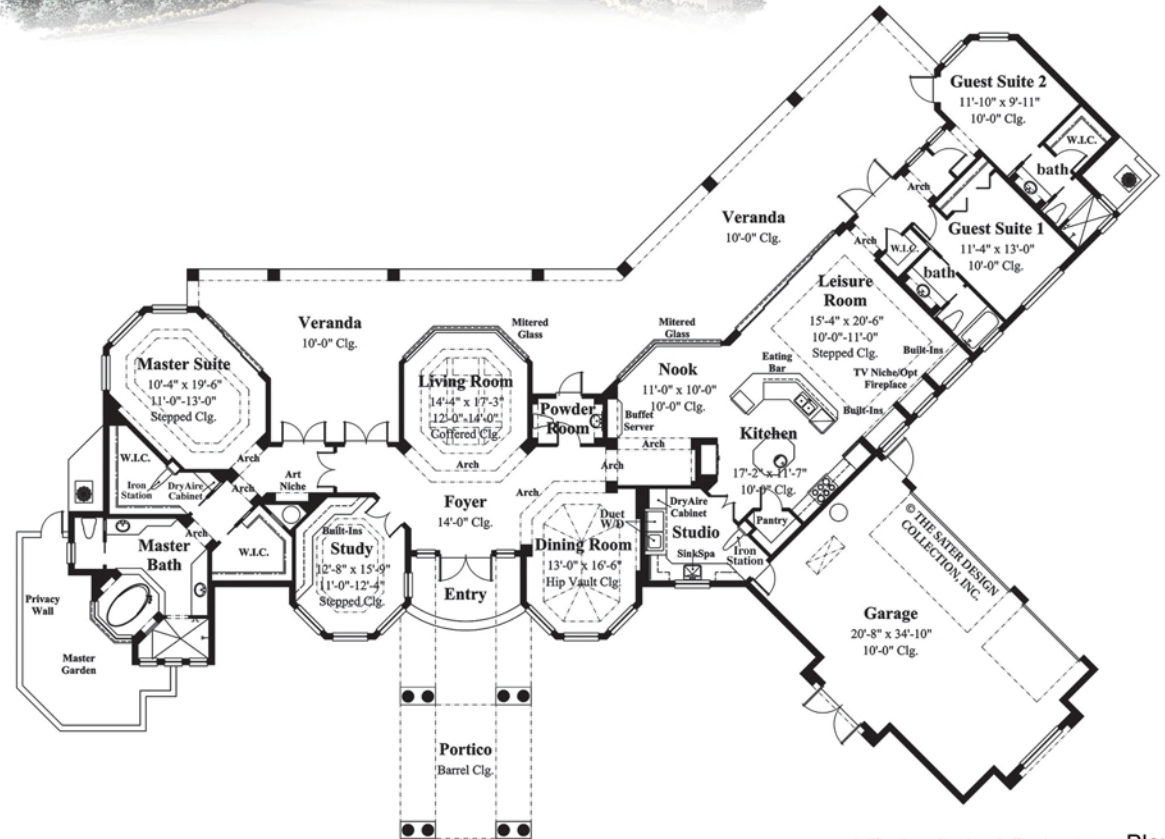 Guest Suite 2
11'-10" x 9'-11"
10'-0" Clg.
W.I.C.
bath
Arch
Veranda
10'-0" Clg.
Guest Suite 1
11'-4" x 13'-0"
10'-0" Clg.
Arch
W.I.C.
bath
Leisure
Room
15'-4" x 20'-6"
10'-0"-11'-0"
Stepped Clg.
Built-Ins
TV Niche/Opt
Fireplace
Built-Ins
Veranda
10'-0" Clg.
Mitered
Glass
Mitered
Glass
Master Suite
10'-4" x 19'-6"
11'-0"-13'-0"
Stepped Clg.
Living Room
14'-4" x 17'-3"
12'-0"-14'-0"
Coffered Clg.
Nook
11'-0" x 10'-0"
10'-0" Clg.
Eating
Bar
Powder
Room
Buffet
Server
Kitchen
17'-2" x 11'-7"
10'-0" Clg.
Arch
W.I.C.
Iron
Station
DryAire
Cabinet
Arch
Arch
Art
Niche
Arch
Arch
Arch
Foyer
14'-0" Clg.
Arch
Duet
W/D
DryAire
Cabinet
Studio
SinkSpa
Pantry
Iron
Station
© THE SATER DESIGN
COLLECTION, INC.
Master
Bath
W.I.C.
Built-Ins
Study
12'-8" x 15'-9"
11'-0"-12'-4"
Stepped Clg.
Dining Room
13'-0" x 16'-6"
Hip Vault Clg.
Entry
Privacy
Wall
Master
Garden
Garage
20'-8" x 34'-10"
10'-0" Clg.
Portico
Barrel Clg.